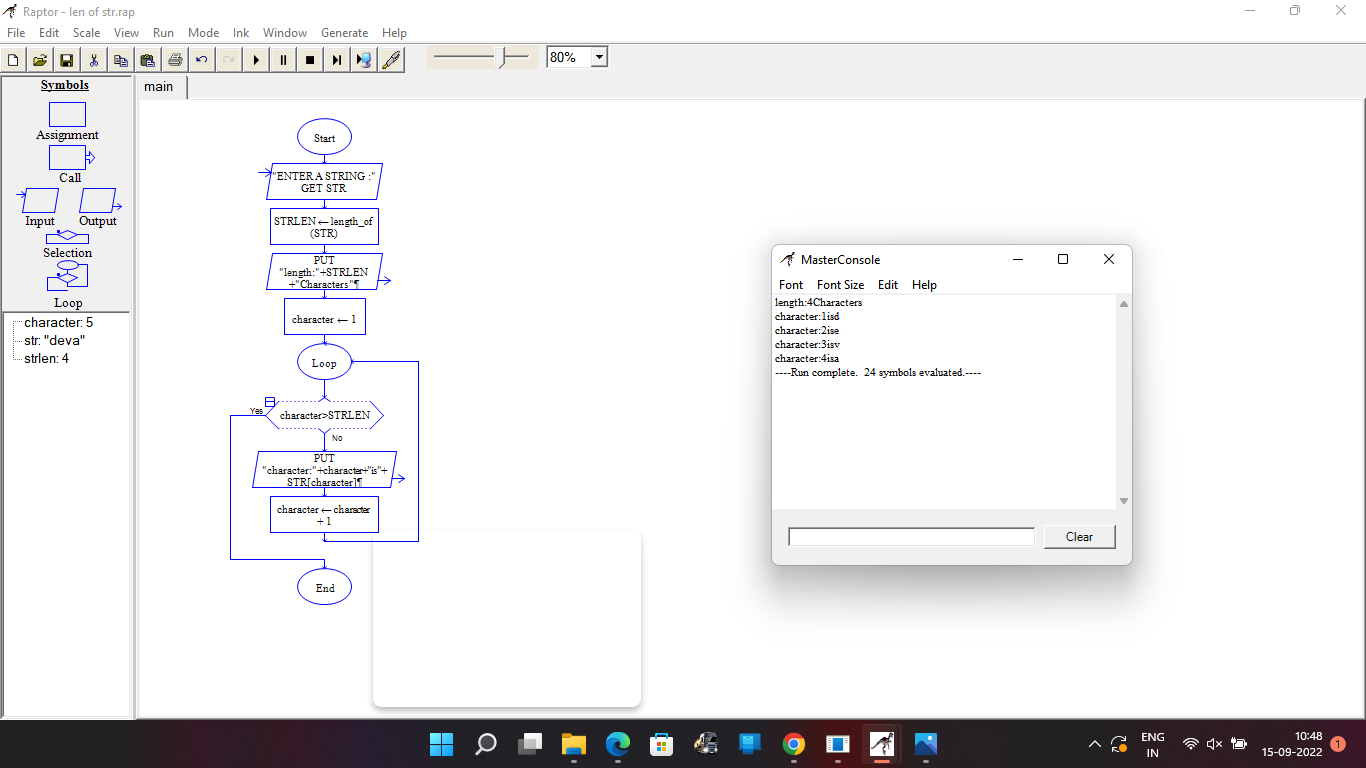 Raptor - len of str.rap
File Edit Scale View Run Mode Ink Window Generate Help
80%
Symbols
Assignment
Call
Input Output
Selection
Loop
character: 5
str: "deva"
strlen: 4
main
Start
"ENTER A STRING :"
GET STR
STRLEN ← length_of
(STR)
PUT
"length:"+STRLEN
+"Characters"¶
character ← 1
Loop
Yes
character>STRLEN
No
PUT
"character:"+character+"is"+
STR[character]¶
character ← character
+ 1
End
MasterConsole
Font Font Size Edit Help
length:4Characters
character:1isd
character:2ise
character:3isv
character:4isa
----Run complete.  24 symbols evaluated.----
Clear
ENG
IN
10:48
15-09-2022
1